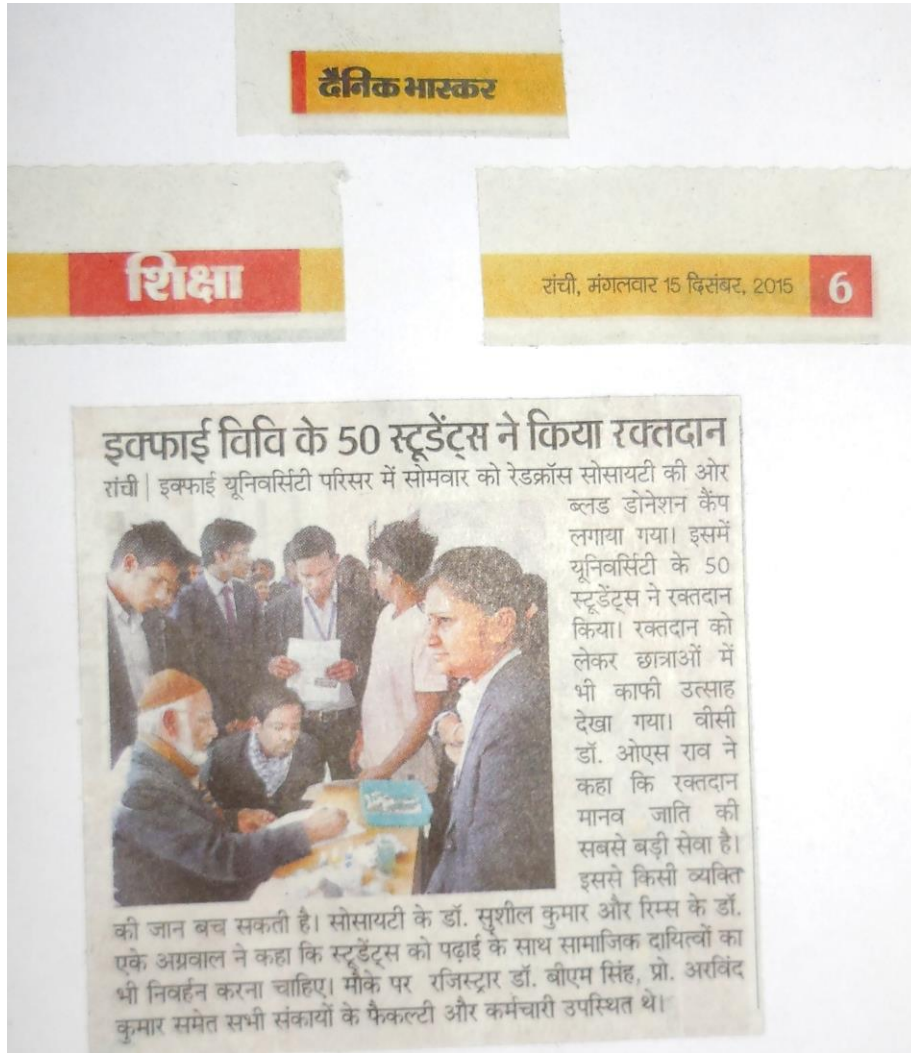 दैनिक भास्कर
शिक्षा
रांची, मंगलवार 15 दिसंबर, 2015 6
इक्फाई विवि के 50 स्टूडेंट्स ने किया रक्तदान
रांची | इक्फाई यूनिवर्सिटी परिसर में सोमवार को रेडक्रॉस सोसायटी की ओर
ब्लड डोनेशन कैंप
लगाया गया। इसमें
यूनिवर्सिटी के 50
स्टूडेंट्स ने रक्तदान
किया। रक्तदान को
लेकर छात्राओं में
भी काफी उत्साह
देखा गया। वीसी
डॉ. ओएस राव ने
कहा कि रक्तदान
मानव जाति की
सबसे बड़ी सेवा है।
इससे किसी व्यक्ति
की जान बच सकती है। सोसायटी के डॉ. सुशील कुमार और रिम्स के डॉ.
एके अग्रवाल ने कहा कि स्टूडेंट्स को पढ़ाई के साथ सामाजिक दायित्वों का
भी निवर्हन करना चाहिए। मौके पर रजिस्ट्रार डॉ. बीएम सिंह, प्रो. अरविंद
कुमार समेत सभी संकायों के फैकल्टी और कर्मचारी उपस्थित थे।